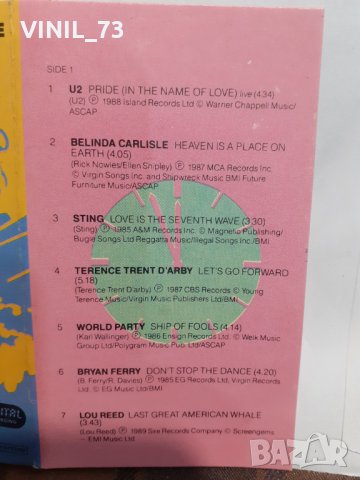 VINIL_73
E
SIDE 1
1 U2 PRIDE (IN THE NAME OF LOVE) live (4.34)
(U2) ℗ 1988 Island Records Ltd © Warner Chappell Music/
ASCAP
2 BELINDA CARLISLE HEAVEN IS A PLACE ON
EARTH (4.05)
(Rick Nowles/Ellen Shipley) ℗ 1987 MCA Records Inc.
© Virgin Songs Inc. and Shipwreck Music BMI Future
Furniture Music/ASCAP
3 STING LOVE IS THE SEVENTH WAVE (3.30)
(Sting) ℗ 1985 A&M Records Inc. © Magnetic Publishing/
Bugle Songs Ltd Reggatta Music/Illegal Songs Inc./BMI
4 TERENCE TRENT D'ARBY LET'S GO FORWARD
(5.18)
(Terence Trent D'arby) ℗ 1987 CBS Records © Young
Terence Music/Virgin Music Publishers Ltd/BMI
5 WORLD PARTY SHIP OF FOOLS (4.14)
(Karl Wallinger) ℗ 1986 Ensign Records Ltd © Welk Music
Group Ltd/Polygram Music Pub Ltd/ASCAP
6 BRYAN FERRY DON'T STOP THE DANCE (4.20)
(B. Ferry/R. Davies) ℗ 1985 EG Records Ltd, Virgin Records
Ltd © EG Music Ltd/BMI
7 LOU REED LAST GREAT AMERICAN WHALE
(3.43)
(Lou Reed) ℗ 1989 Sire Records Company © Screengems
– EMI Music Ltd
ITAL
bazar